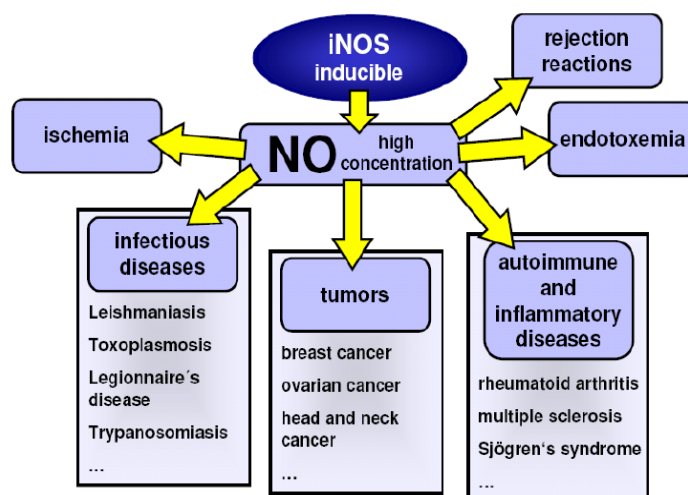 iNOS
inducible
rejection
reactions
ischemia
NO
high
concentration
endotoxemia
infectious
diseases
Leishmaniasis
Toxoplasmosis
Legionnaire´s
disease
Trypanosomiasis
...
tumors
breast cancer
ovarian cancer
head and neck
cancer
...
autoimmune
and
inflammatory
diseases
rheumatoid arthritis
multiple sclerosis
Sjögren‘s syndrome
...